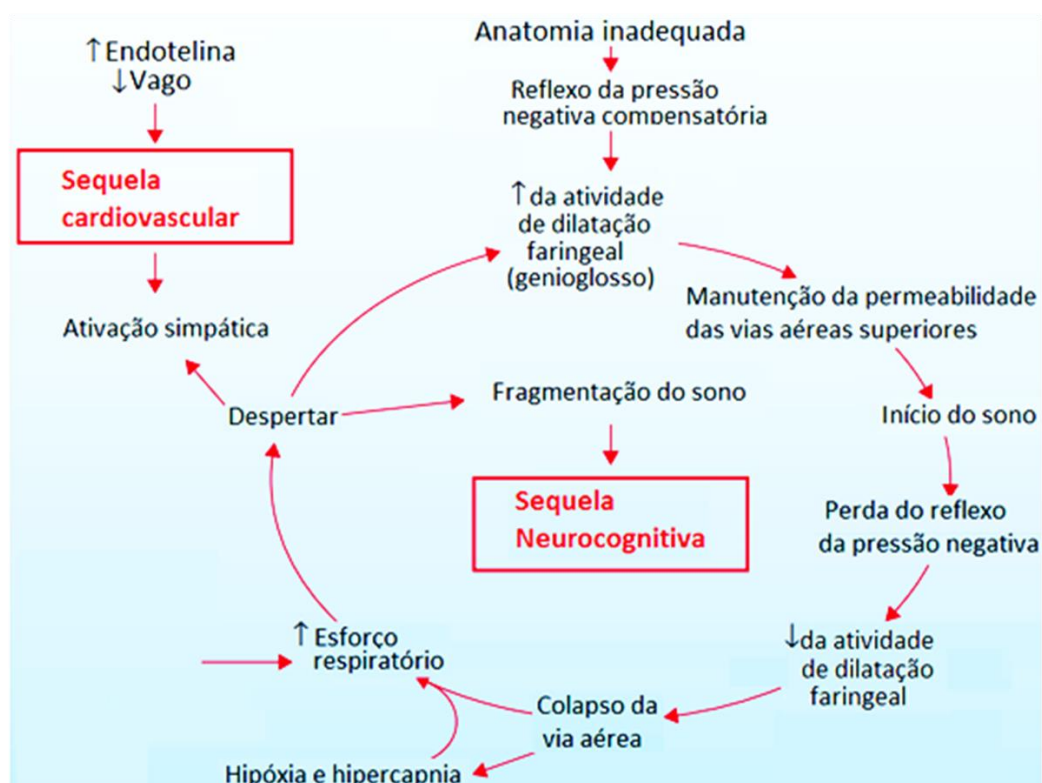 ↑Endotelina
↓Vago
Sequela
cardiovascular
Ativação simpática
Anatomia inadequada
Reflexo da pressão
negativa compensatória
↑da atividade
de dilatação
faringeal
(genioglosso)
Manutenção da permeabilidade
das vias aéreas superiores
Início do sono
Perda do reflexo
da pressão negativa
↓da atividade
de dilatação
faringeal
Colapso da
via aérea
Hipóxia e hipercapnia
↑Esforço
respiratório
Despertar
Fragmentação do sono
Sequela
Neurocognitiva